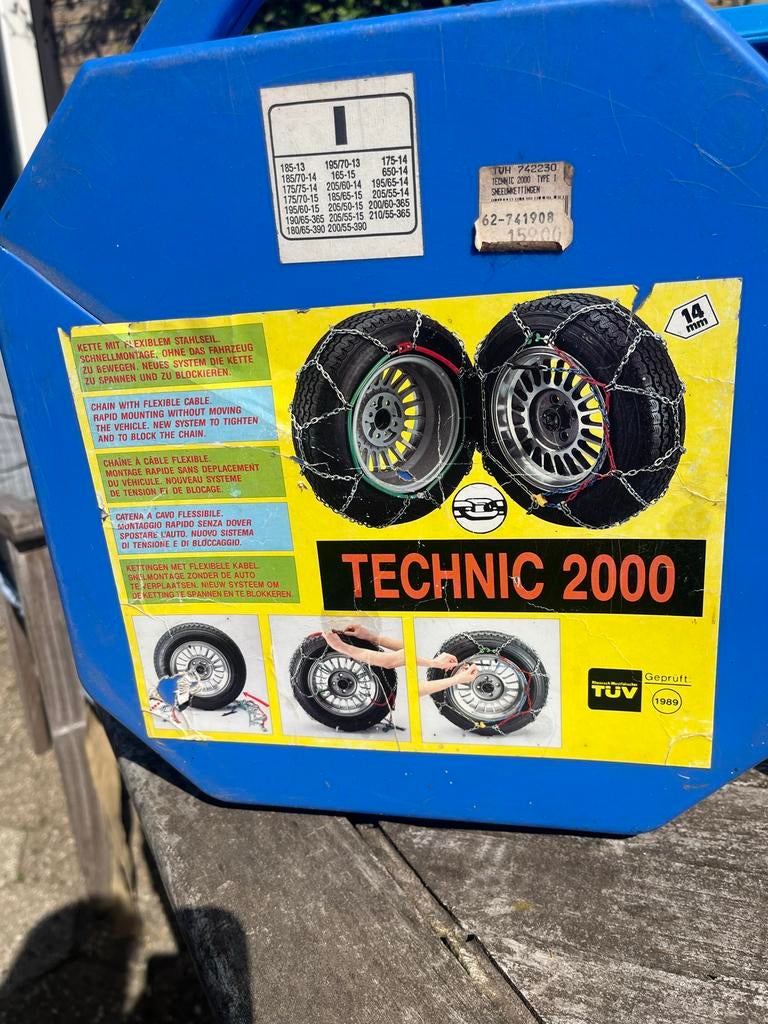 I
185-13 195/70-13 175-14
185/70-14 165-15 650-14
175/75-14 205/60-14 195/65-14
175/70-15 185/65-15 205/55-14
195/60-15 205/50-15 200/60-365
190/65-365 205/55-15 210/55-365
180/65-390 200/55-390
JVH 742230
TECHNIC 2000 TYPE I
SNEEUWKETTINGEN
62-741908
15900
14
mm
KETTE MIT FLEXIBLEM STAHLSEIL.
SCHNELLMONTAGE, OHNE DAS FAHRZEUG
ZU BEWEGEN. NEUES SYSTEM DIE KETTE
ZU SPANNEN UND ZU BLOCKIEREN.
CHAIN WITH FLEXIBLE CABLE.
RAPID MOUNTING WITHOUT MOVING
THE VEHICLE. NEW SYSTEM TO TIGHTEN
AND TO BLOCK THE CHAIN.
CHAÎNE À CÂBLE FLEXIBLE.
MONTAGE RAPIDE SANS DEPLACEMENT
DU VÉHICULE. NOUVEAU SYSTEME
DE TENSION ET DE BLOCAGE.
CATENA A CAVO FLESSIBILE.
MONTAGGIO RAPIDO SENZA DOVER
SPOSTARE L'AUTO. NUOVO SISTEMA
DI TENSIONE E DI BLOCCAGGIO.
KETTINGEN MET FLEXIBELE KABEL.
SNELMONTAGE ZONDER DE AUTO
TE VERPLAATSEN. NIEUW SYSTEEM OM
DE KETTING TE SPANNEN EN TE BLOKKEREN.
TECHNIC 2000
Rheinisch-Westfälischer
TÜV
Geprüft:
1989